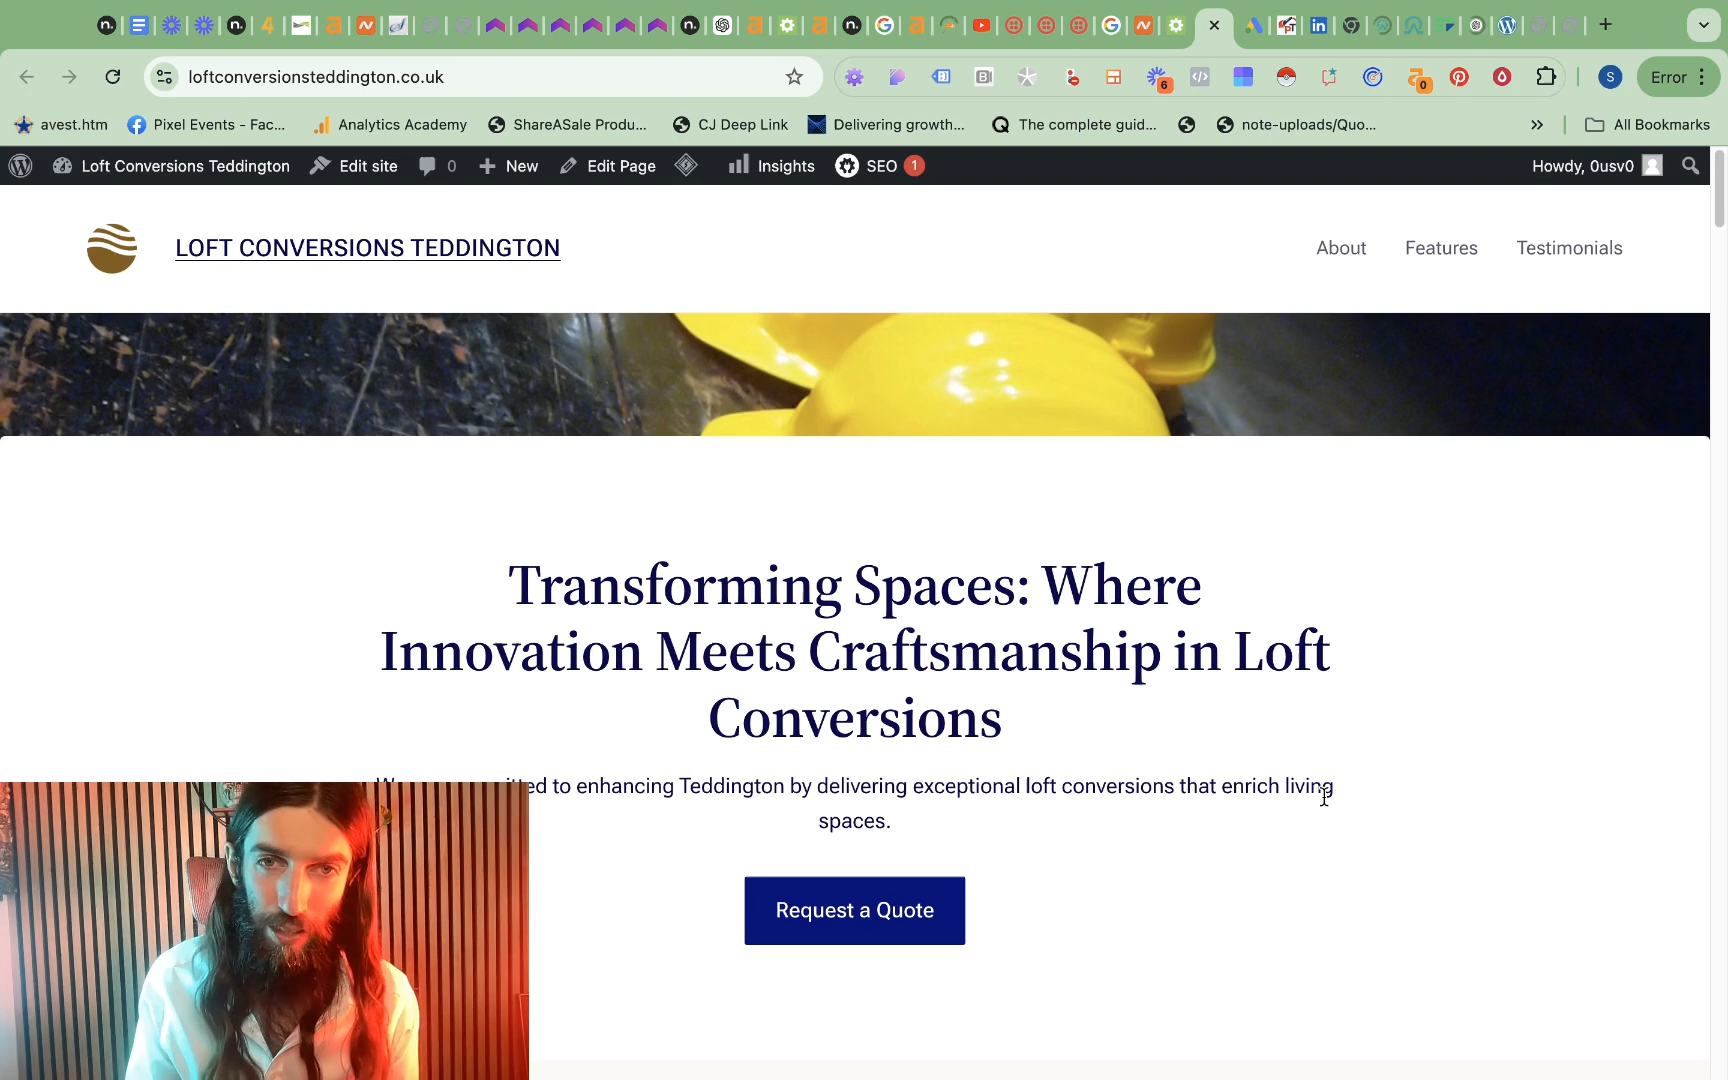 loftconversionsteddington.co.uk
6
0
S
Error
avest.htm
Pixel Events - Fac...
Analytics Academy
ShareASale Produ...
CJ Deep Link
Delivering growth...
The complete guid...
note-uploads/Quo...
»
All Bookmarks
Loft Conversions Teddington
Edit site
0
New
Edit Page
Insights
SEO
1
Howdy, 0usv0
LOFT CONVERSIONS TEDDINGTON
About
Features
Testimonials
Transforming Spaces: Where
Innovation Meets Craftsmanship in Loft
Conversions
to enhancing Teddington by delivering exceptional loft conversions that enrich living
spaces.
Request a Quote